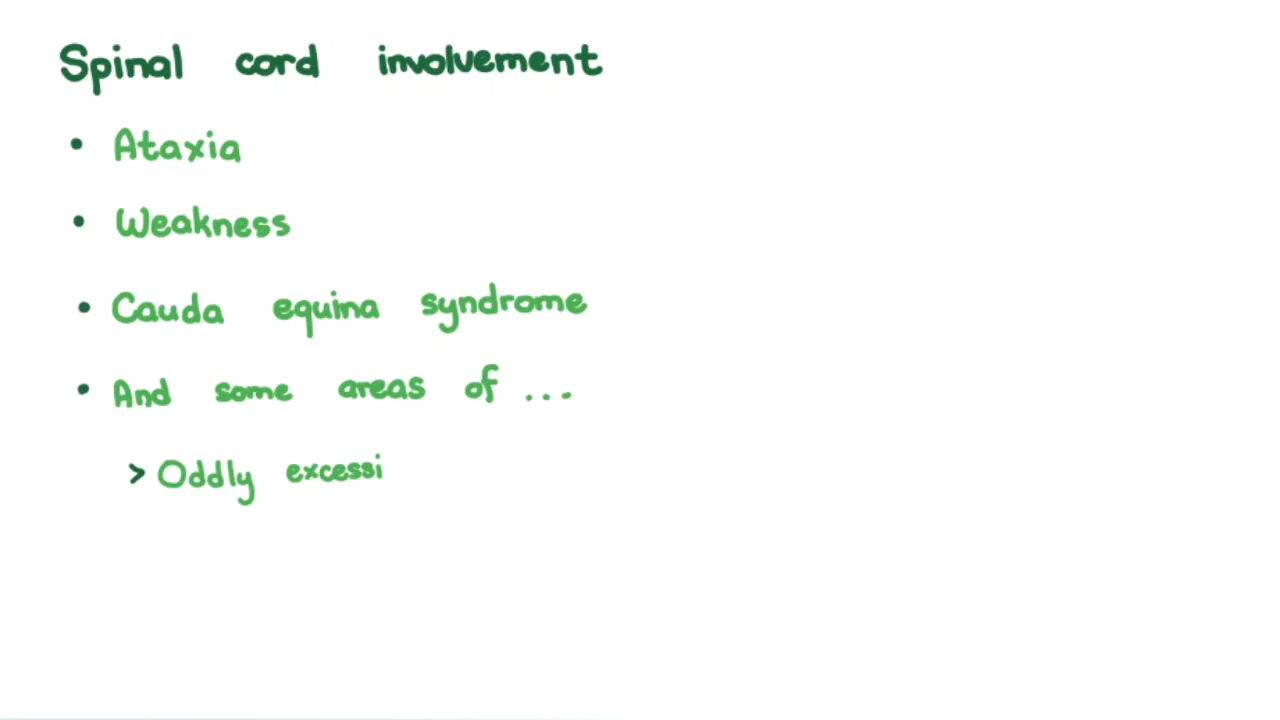 Spinal cord involvement
• Ataxia
• Weakness
• Cauda equina syndrome
• And some areas of ...
> Oddly excessi